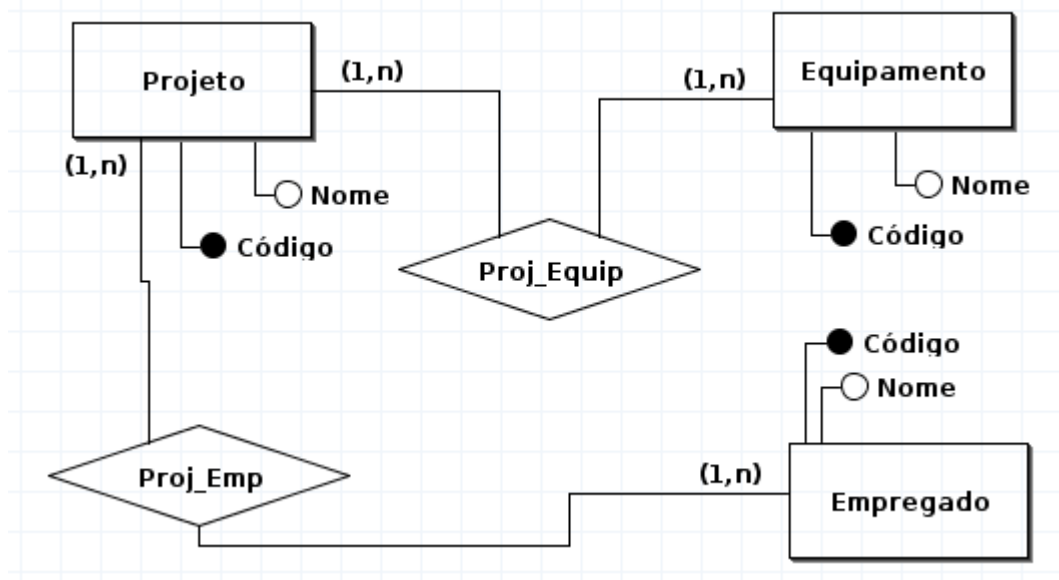 Projeto
(1,n)
(1,n)
Equipamento
(1,n)
Nome
Código
Nome
Código
Proj_Equip
Código
Nome
Proj_Emp
(1,n)
Empregado